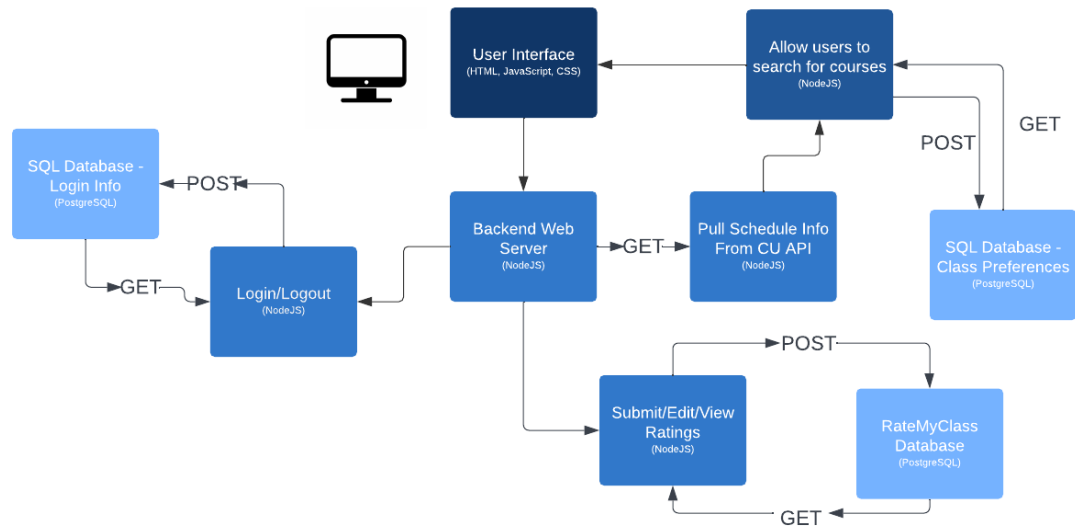 User Interface
(HTML, JavaScript, CSS)
Allow users to
search for courses
(NodeJS)
GET
POST
SQL Database -
Login Info
(PostgreSQL)
POST
Backend Web
Server
(NodeJS)
GET
Pull Schedule Info
From CU API
(NodeJS)
SQL Database -
Class Preferences
(PostgreSQL)
GET
Login/Logout
(NodeJS)
POST
Submit/Edit/View
Ratings
(NodeJS)
RateMyClass
Database
(PostgreSQL)
GET